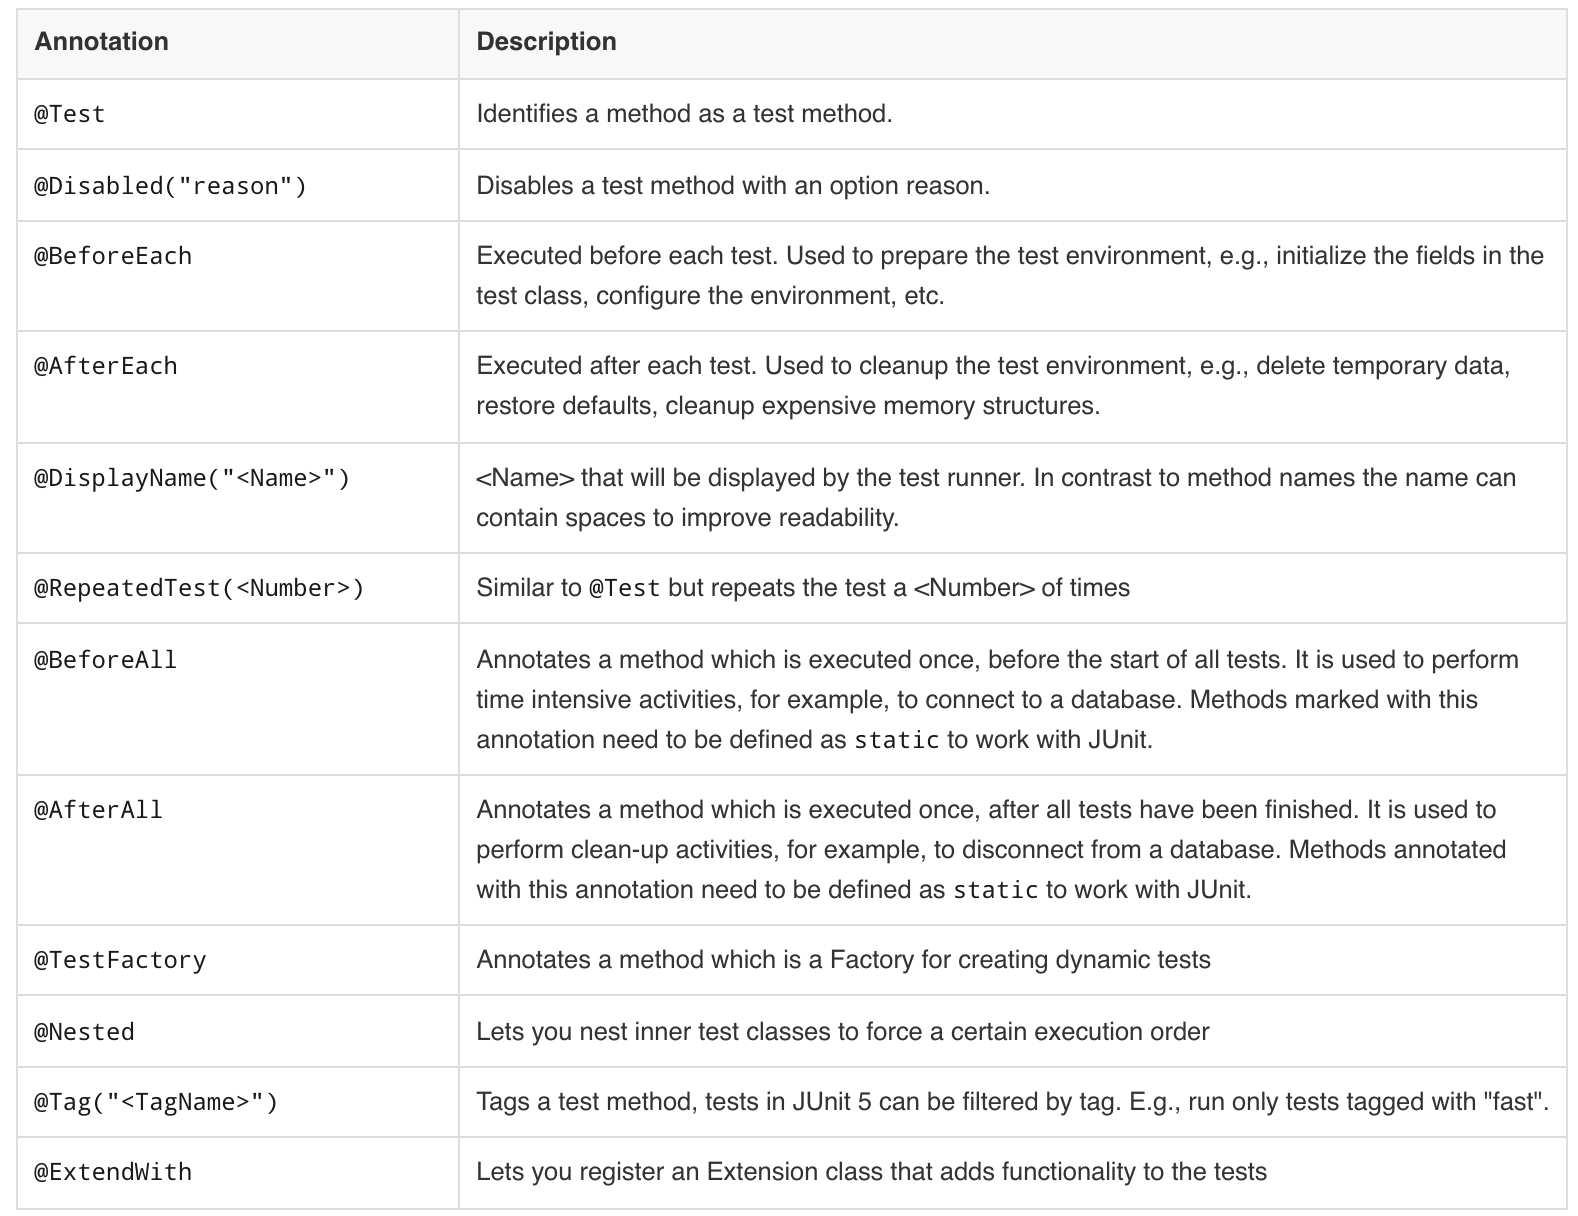 Annotation Description
@Test Identifies a method as a test method.
@Disabled("reason") Disables a test method with an option reason.
@BeforeEach Executed before each test. Used to prepare the test environment, e.g., initialize the fields in the
test class, configure the environment, etc.
@AfterEach Executed after each test. Used to cleanup the test environment, e.g., delete temporary data,
restore defaults, cleanup expensive memory structures.
@DisplayName("<Name>") <Name> that will be displayed by the test runner. In contrast to method names the name can
contain spaces to improve readability.
@RepeatedTest(<Number>) Similar to @Test but repeats the test a <Number> of times
@BeforeAll Annotates a method which is executed once, before the start of all tests. It is used to perform
time intensive activities, for example, to connect to a database. Methods marked with this
annotation need to be defined as static to work with JUnit.
@AfterAll Annotates a method which is executed once, after all tests have been finished. It is used to
perform clean-up activities, for example, to disconnect from a database. Methods annotated
with this annotation need to be defined as static to work with JUnit.
@TestFactory Annotates a method which is a Factory for creating dynamic tests
@Nested Lets you nest inner test classes to force a certain execution order
@Tag("<TagName>") Tags a test method, tests in JUnit 5 can be filtered by tag. E.g., run only tests tagged with "fast".
@ExtendWith Lets you register an Extension class that adds functionality to the tests